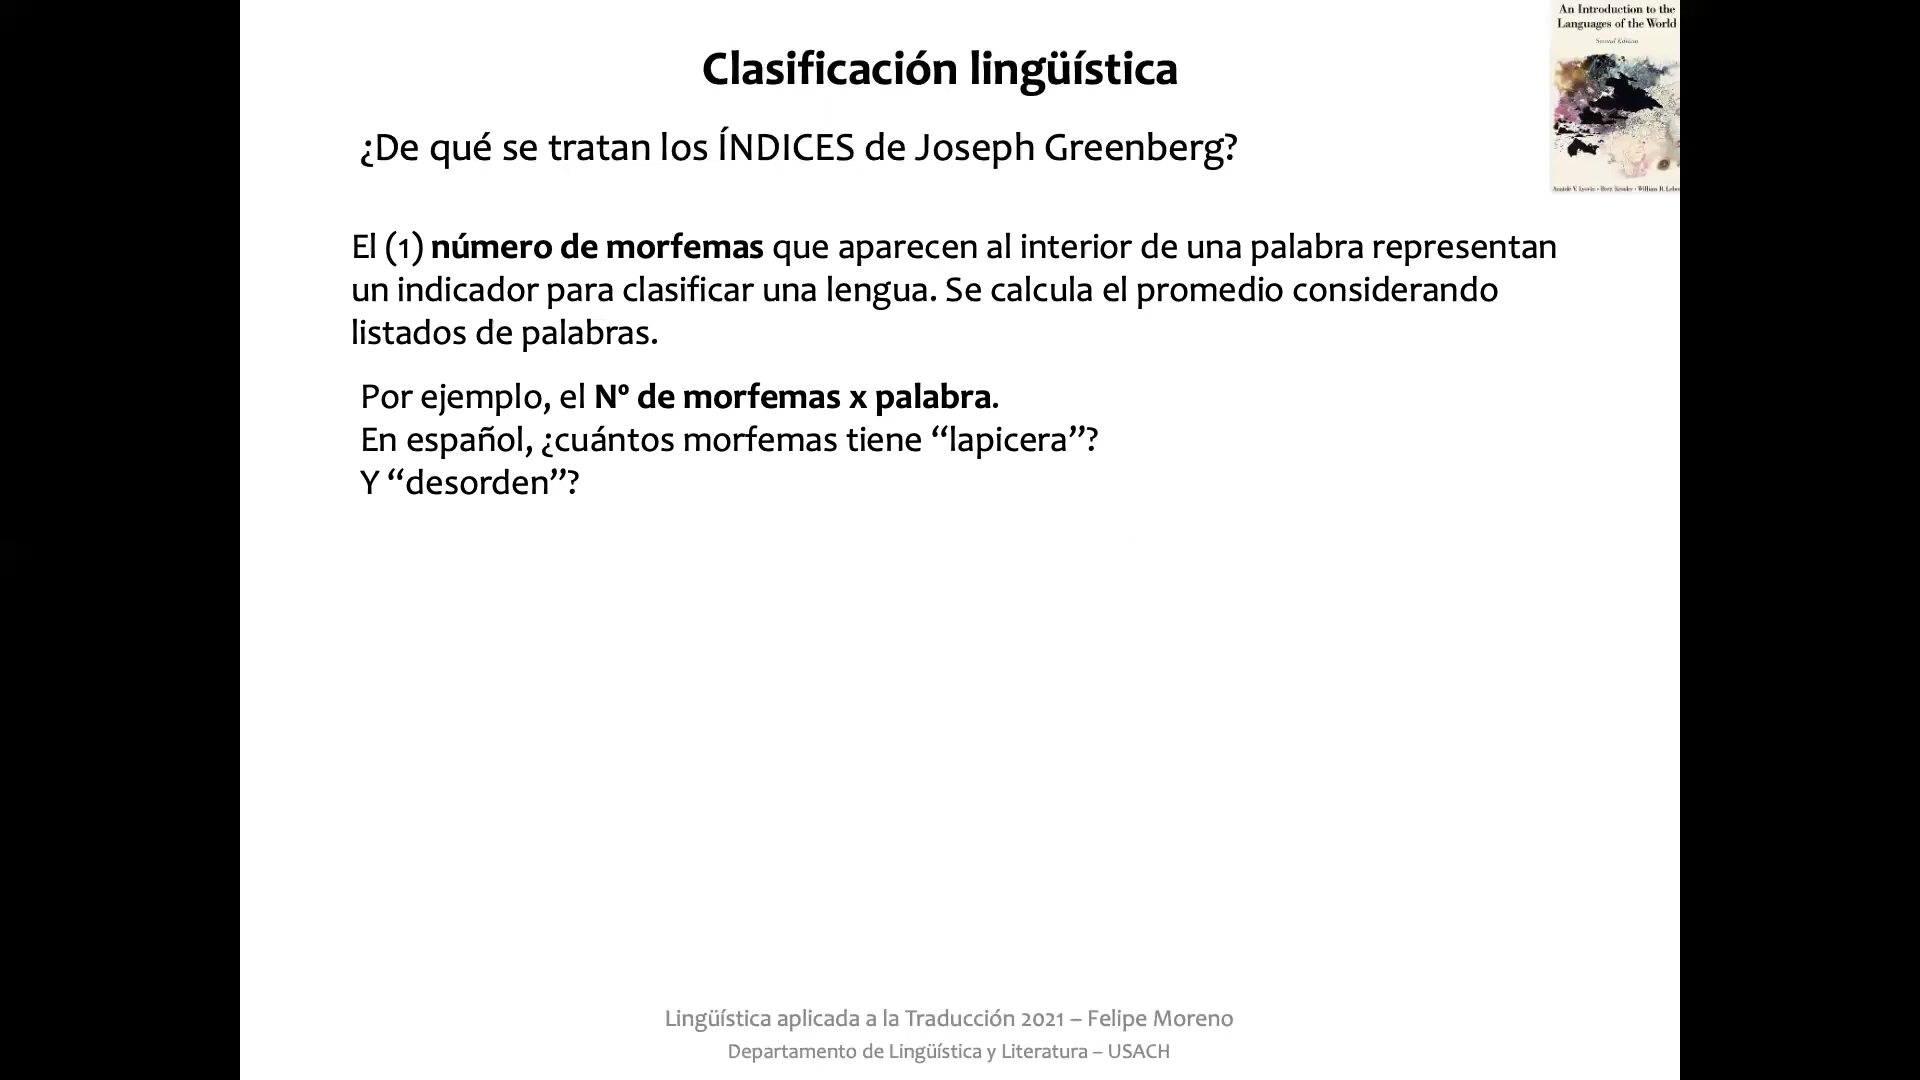 An Introduction to the
Languages of the World
Second Edition
Clasificación lingüística
¿De qué se tratan los ÍNDICES de Joseph Greenberg?
El (1) número de morfemas que aparecen al interior de una palabra representan
un indicador para clasificar una lengua. Se calcula el promedio considerando
listados de palabras.
Por ejemplo, el Nº de morfemas x palabra.
En español, ¿cuántos morfemas tiene “lapicera”?
Y “desorden”?
Lingüística aplicada a la Traducción 2021 – Felipe Moreno
Departamento de Lingüística y Literatura – USACH